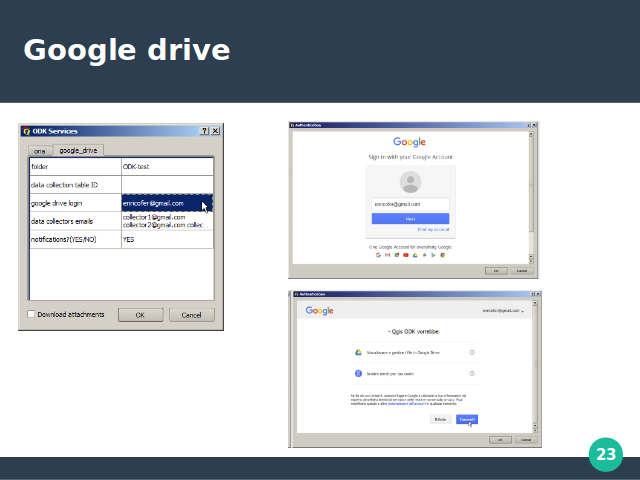 Google drive
ODK Services
ona google_drive
folder ODK-test
data collection table ID
google drive login enricofer@gmail.com
data collectors emails collector1@gmail.com
collector2@gmail.com collec
notifications?(YES/NO) YES
Download attachments OK Cancel
Authentication
Google
Sign in with your Google Account
enricofer@gmail.com
Next
Find my account
One Google Account for everything Google
Ok Cancel
Authentication
Google enricofer@gmail.com
Qgis ODK vorrebbe:
Visualizzare e gestire i file in Google Drive
Inviare email per tuo conto
Rifiuta Consenti
Ok Cancel
23